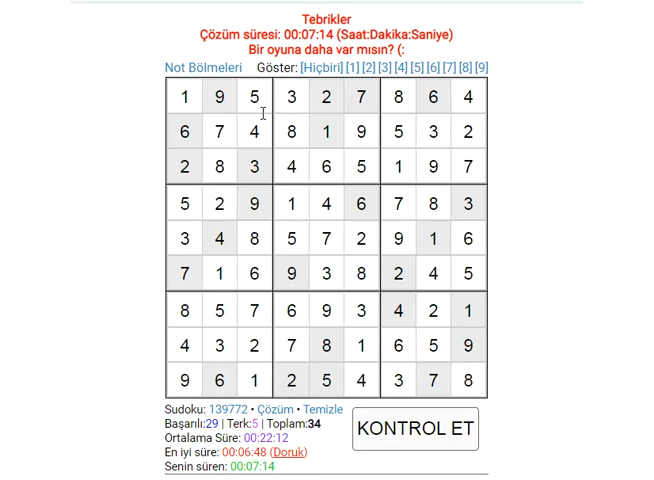 Tebrikler
Çözüm süresi: 00:07:14 (Saat:Dakika:Saniye)
Bir oyuna daha var mısın? (:
Not Bölmeleri Göster: [Hiçbiri] [1] [2] [3] [4] [5] [6] [7] [8] [9]
1 9 5 3 2 7 8 6 4
6 7 4 8 1 9 5 3 2
2 8 3 4 6 5 1 9 7
5 2 9 1 4 6 7 8 3
3 4 8 5 7 2 9 1 6
7 1 6 9 3 8 2 4 5
8 5 7 6 9 3 4 2 1
4 3 2 7 8 1 6 5 9
9 6 1 2 5 4 3 7 8
Sudoku: 139772 • Çözüm • Temizle
Başarılı:29 | Terk:5 | Toplam:34
Ortalama Süre: 00:22:12
En iyi süre: 00:06:48 (Doruk)
Senin süren: 00:07:14
KONTROL ET